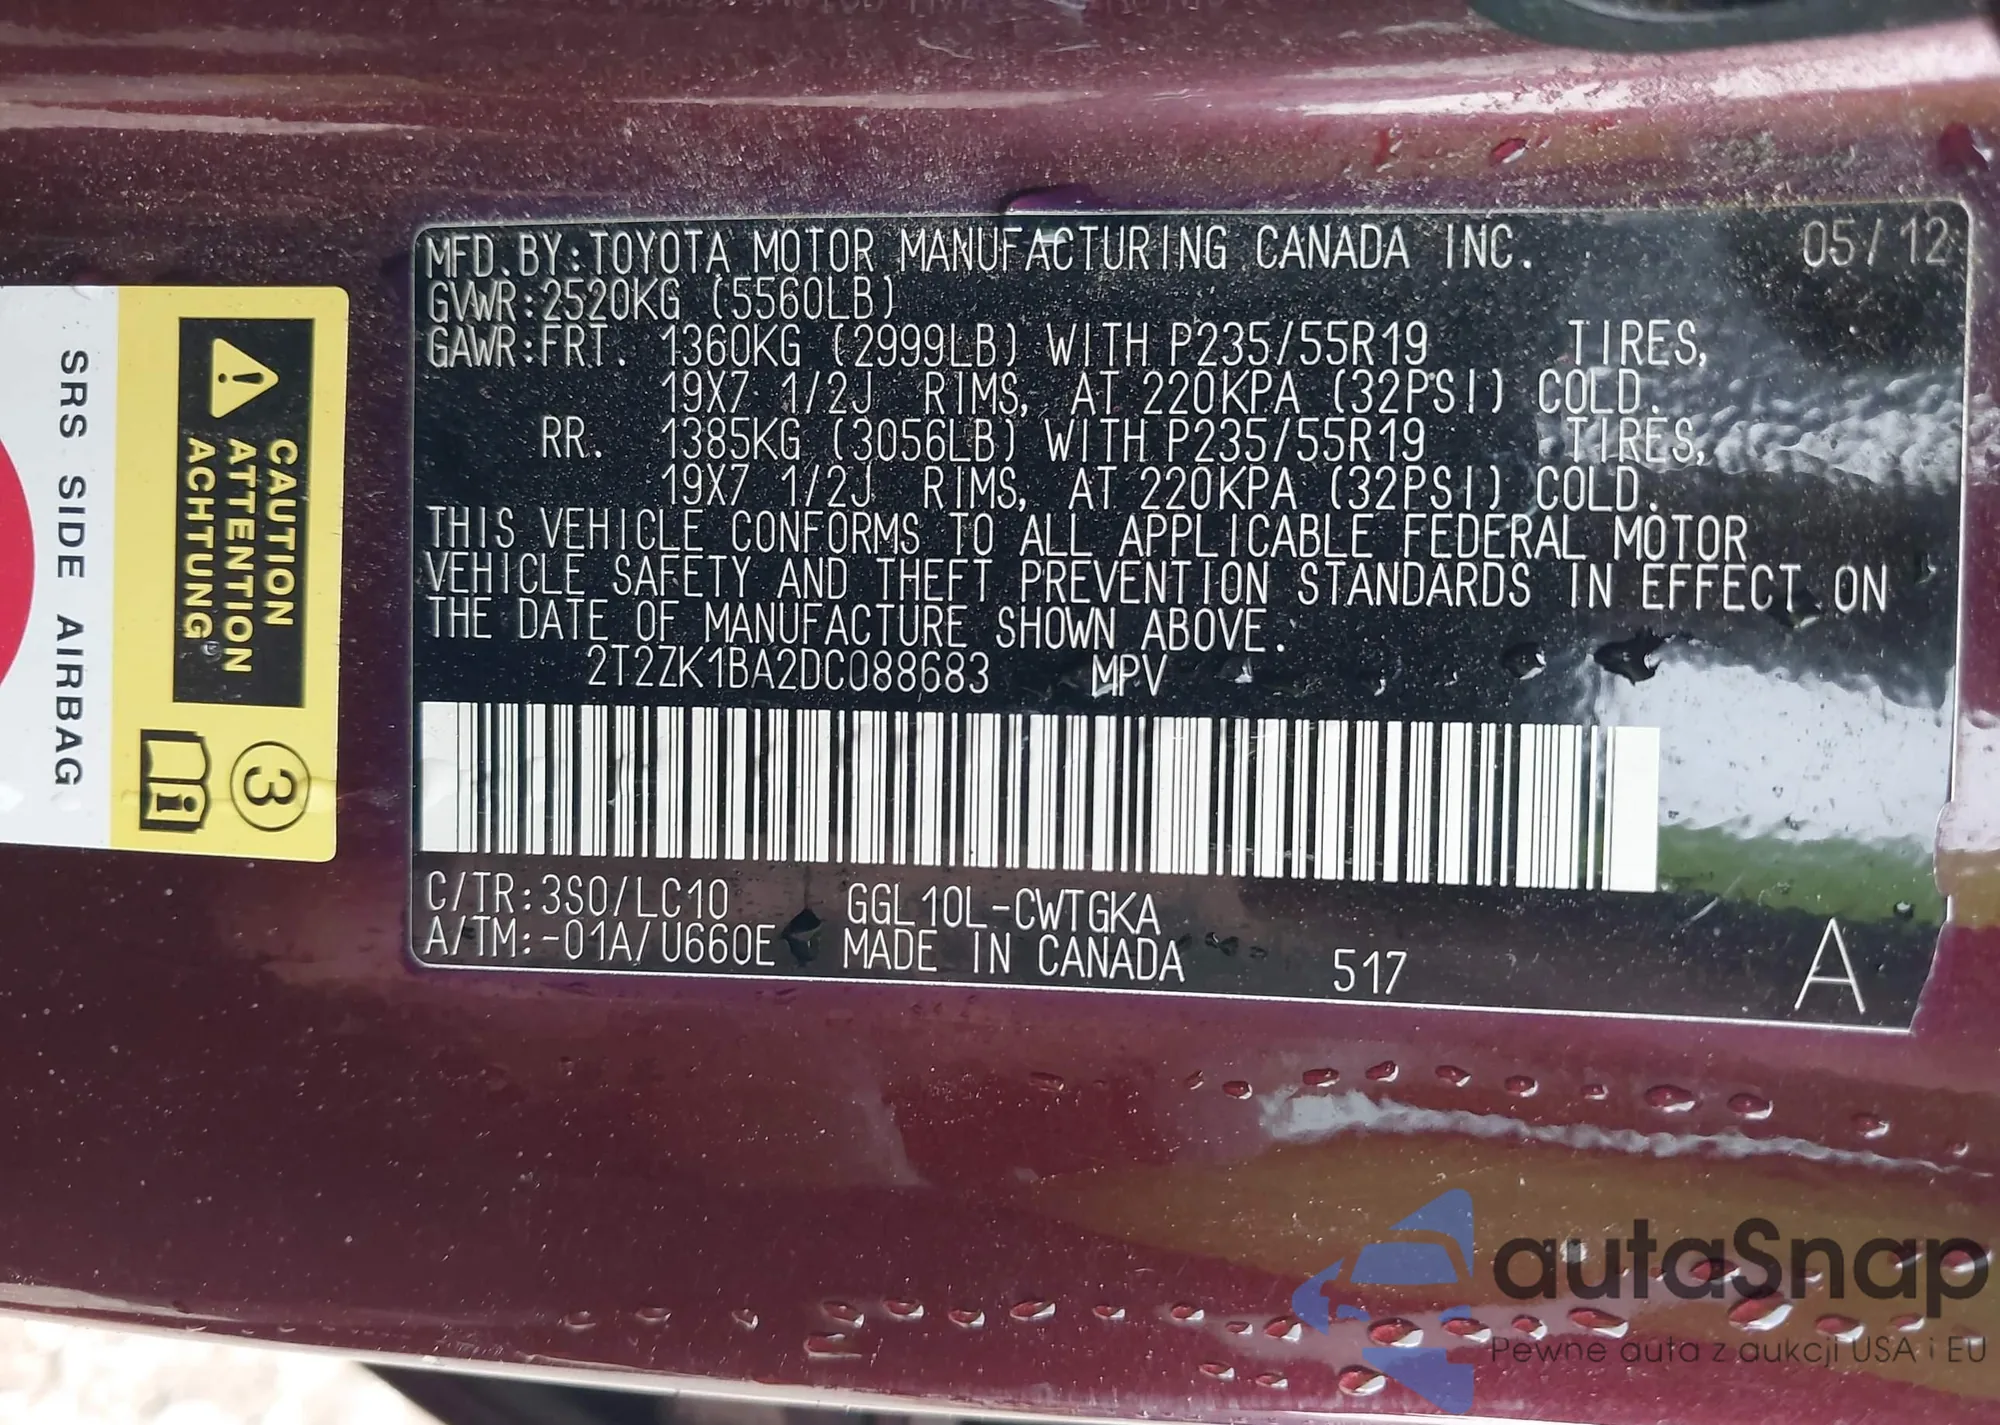 MFD. BY: TOYOTA MOTOR MANUFACTURING CANADA INC. 05/12
GVWR: 2520KG (5560LB)
GAWR: FRT. 1360KG (2999LB) WITH P235/55R19 TIRES,
19X7 1/2J RIMS, AT 220KPA (32PSI) COLD.
RR. 1385KG (3056LB) WITH P235/55R19 TIRES,
19X7 1/2J RIMS, AT 220KPA (32PSI) COLD.
THIS VEHICLE CONFORMS TO ALL APPLICABLE FEDERAL MOTOR
VEHICLE SAFETY AND THEFT PREVENTION STANDARDS IN EFFECT ON
THE DATE OF MANUFACTURE SHOWN ABOVE.
2T2ZK1BA2DC088683 MPV
C/TR: 3S0/LC10 GGL10L-CWTGKA
A/TM: -01A/U660E MADE IN CANADA 517 A
CAUTION
ATTENTION
ACHTUNG
3
SRS SIDE AIRBAG
autaSnap
Pewne auta z aukcji USA i EU